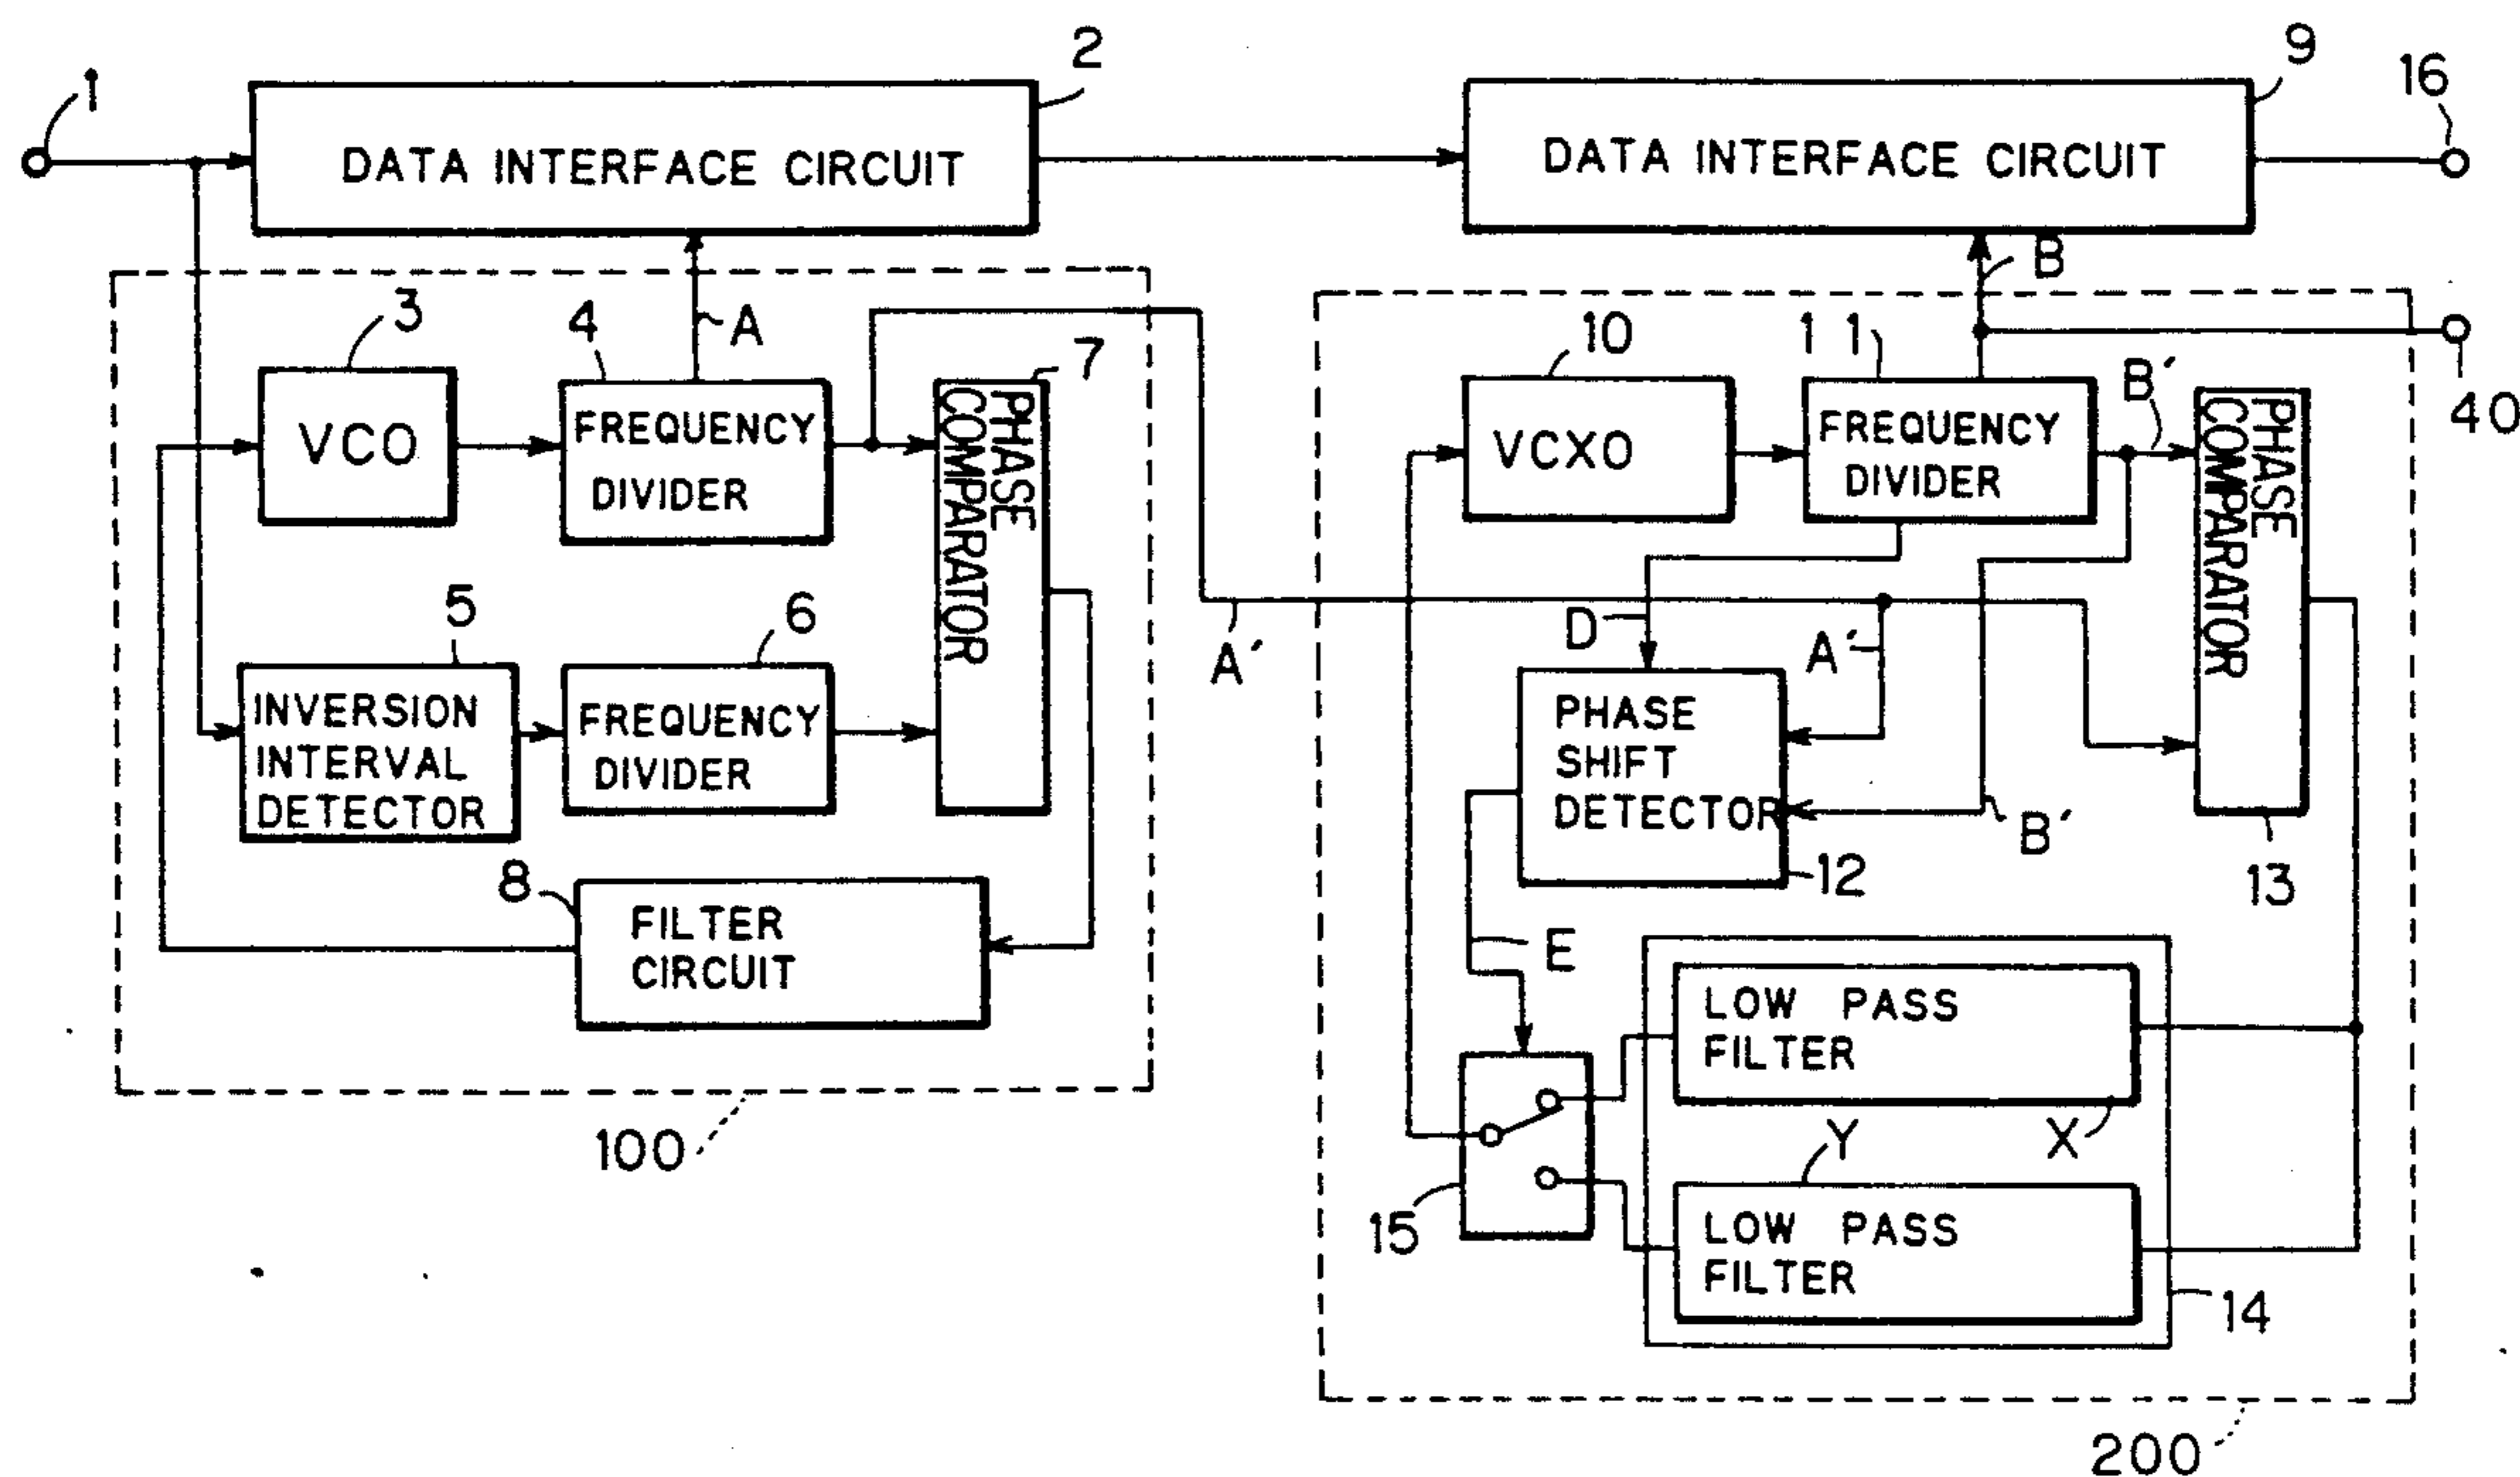 1
2
DATA INTERFACE CIRCUIT
9
16
DATA INTERFACE CIRCUIT
A
B
3
VCO
4
FREQUENCY
DIVIDER
7
PHASE
COMPARATOR
5
INVERSION
INTERVAL
DETECTOR
6
FREQUENCY
DIVIDER
8
FILTER
CIRCUIT
100
A'
10
VCXO
11
FREQUENCY
DIVIDER
B'
PHASE
COMPARATOR
13
40
D
A'
PHASE
SHIFT
DETECTOR
12
B'
E
15
LOW PASS
FILTER
X
Y
LOW PASS
FILTER
14
200